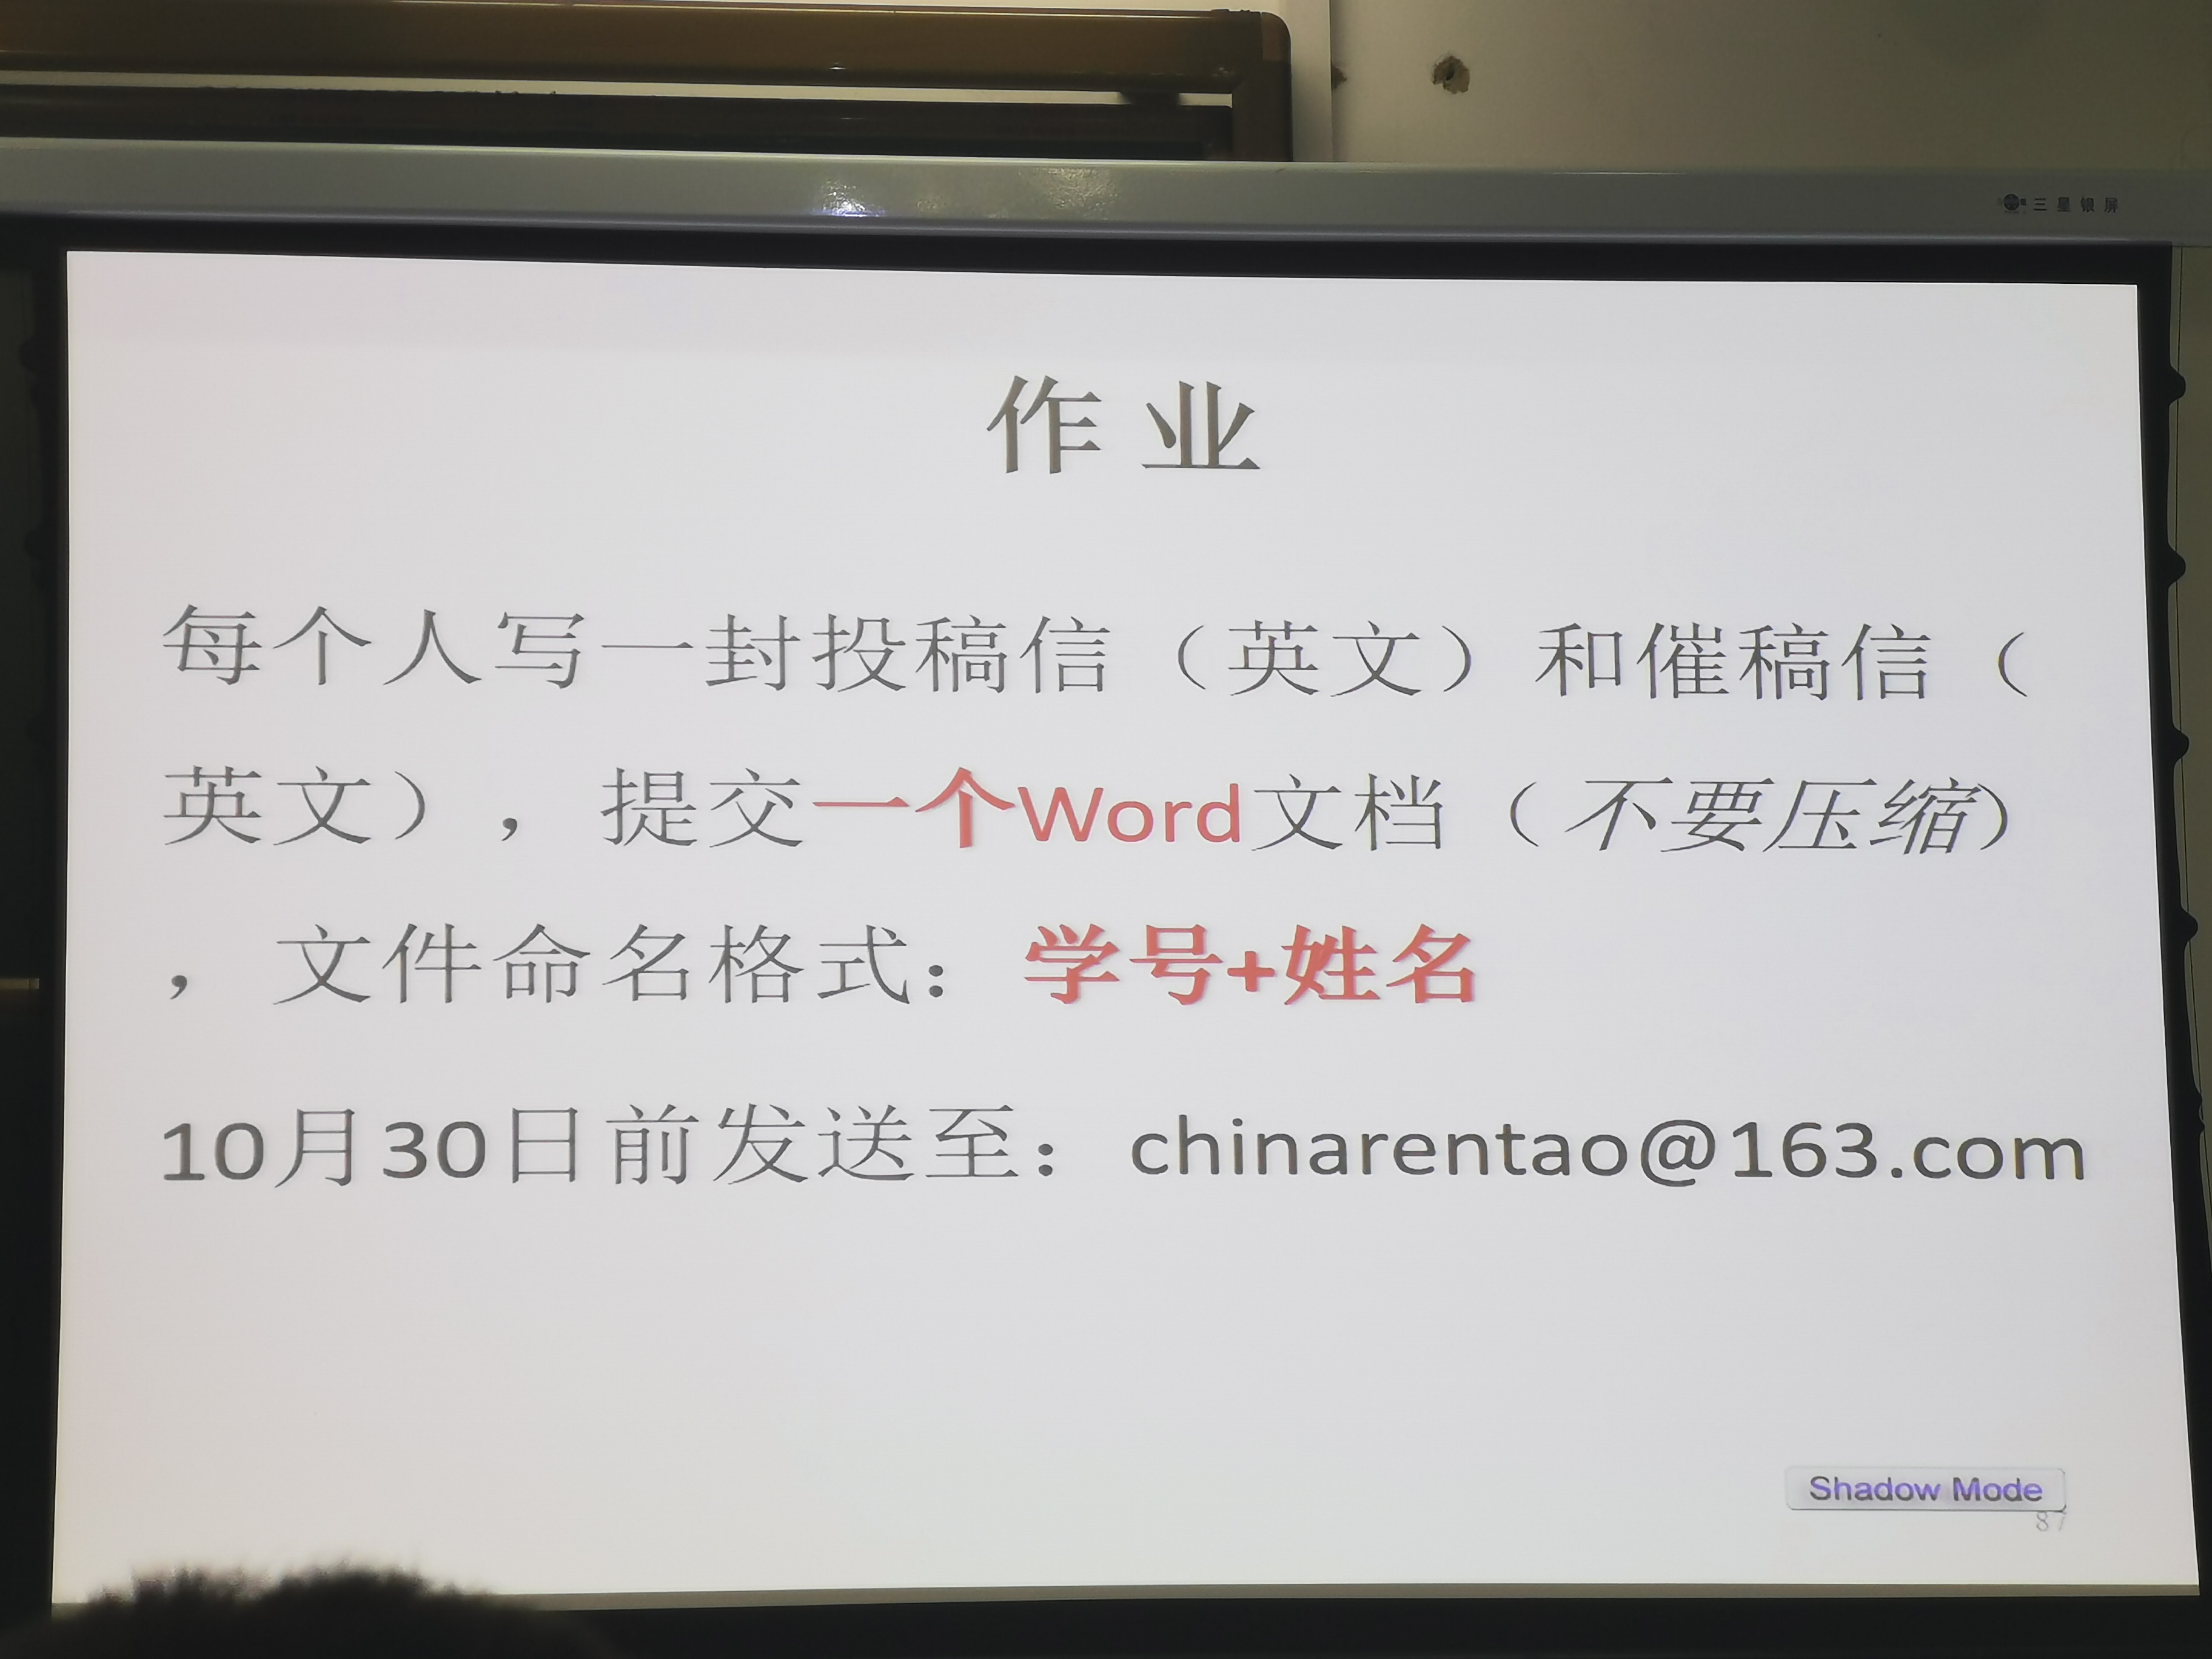 三星银屏
作业
每个人写一封投稿信（英文）和催稿信（
英文），提交一个Word文档（不要压缩）
，文件命名格式：学号+姓名
10月30日前发送至：chinarentao@163.com
Shadow Mode
87